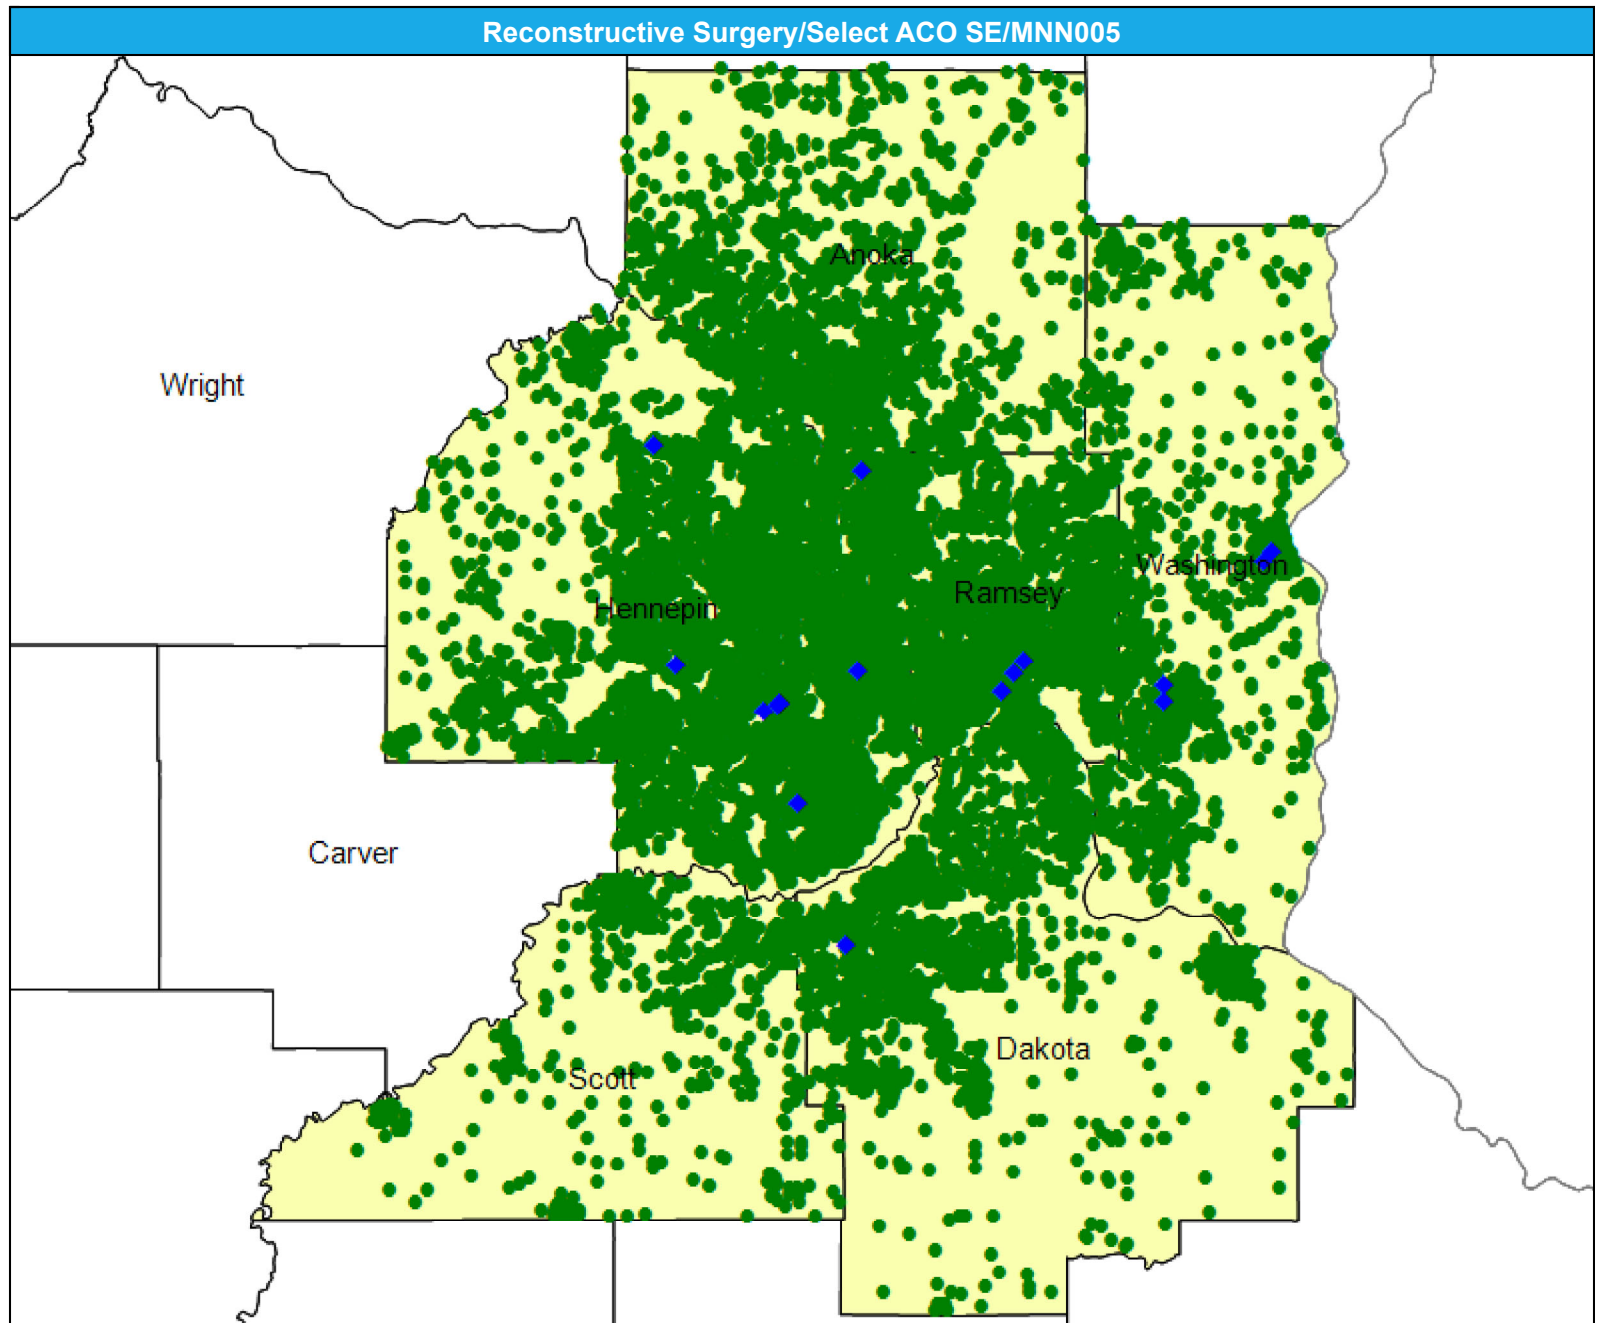 Reconstructive Surgery/Select ACO SE/MNN005
Anoka
Wright
Washington
Ramsey
Hennepin
Carver
Dakota
Scott